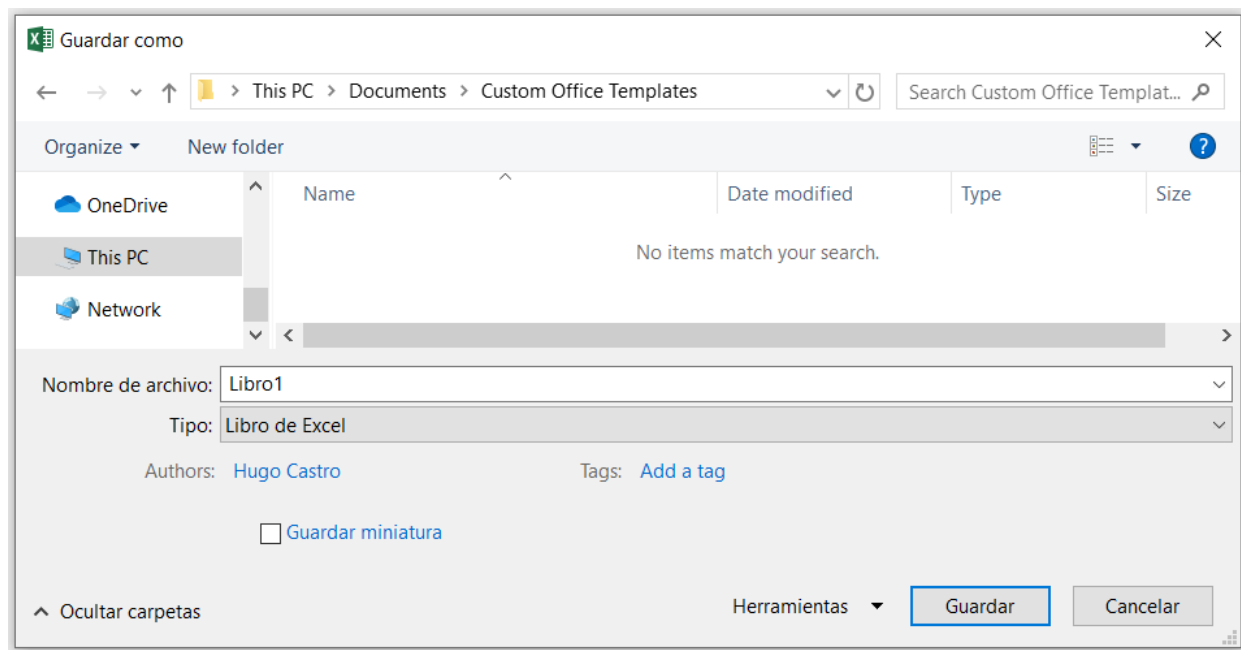 Guardar como
This PC > Documents > Custom Office Templates Search Custom Office Templat...
Organize New folder ?
Name Date modified Type Size
OneDrive
This PC
No items match your search.
Network
Nombre de archivo: Libro1
Tipo: Libro de Excel
Authors: Hugo Castro Tags: Add a tag
Guardar miniatura
Ocultar carpetas Herramientas Guardar Cancelar